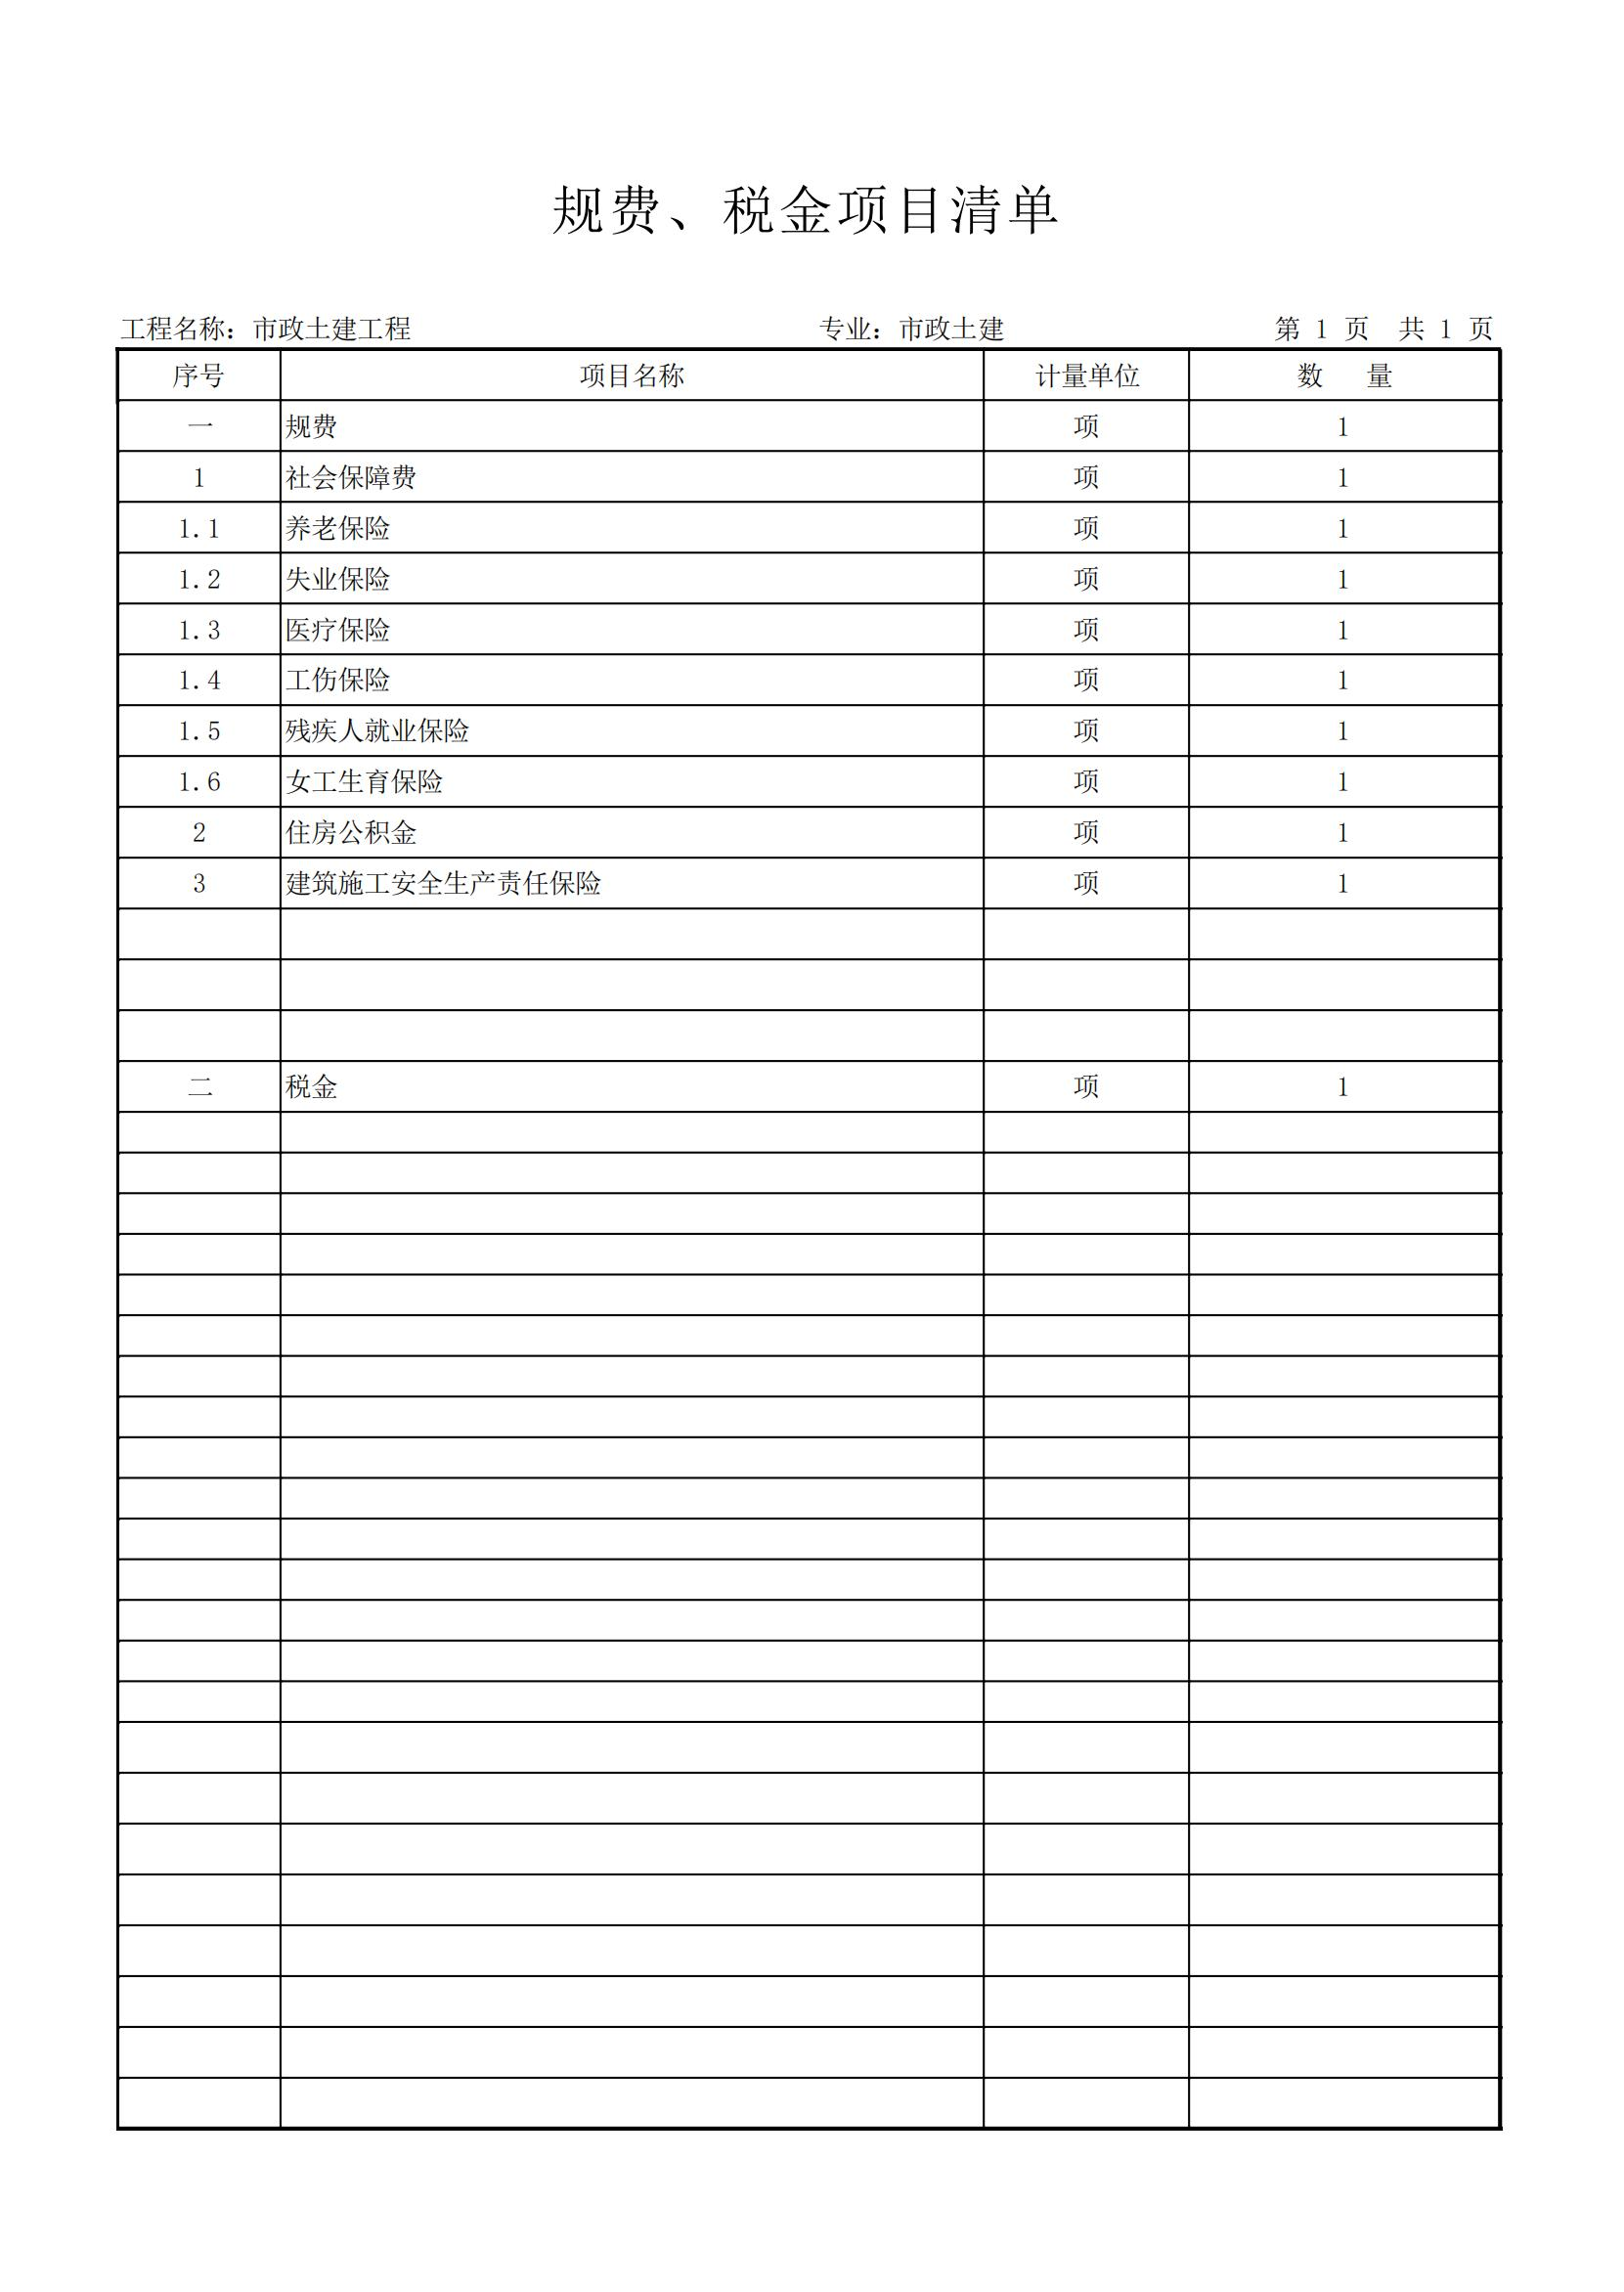 规费、税金项目清单
工程名称：市政土建工程 专业：市政土建 第 1 页 共 1 页
序号 项目名称 计量单位 数 量
一 规费 项 1
1 社会保障费 项 1
1.1 养老保险 项 1
1.2 失业保险 项 1
1.3 医疗保险 项 1
1.4 工伤保险 项 1
1.5 残疾人就业保险 项 1
1.6 女工生育保险 项 1
2 住房公积金 项 1
3 建筑施工安全生产责任保险 项 1
二 税金 项 1